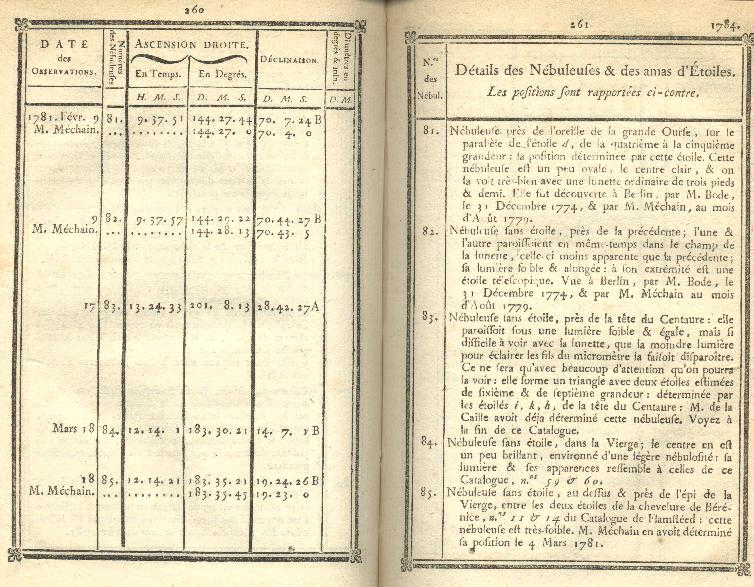 260
DATE
des
OBSERVATIONS.
Numéros
des Nébuleuses.
ASCENSION DROITE.
En Temps.
En Degrés.
DÉCLINAISON.
Diamètres en
degrés & min.
H. M. S.
D. M. S.
D. M. S.
D. M.
1781. Févr. 9 81. 9. 37. 51 144. 27. 44 70. 7. 24 B
M. Méchain. ... ........ 144. 27. 0 70. 4. 0
9 82. 9. 37. 57 144. 29. 22 70. 44. 27 B
M. Méchain. ... ........ 144. 28. 13 70. 43. 5
17 83. 13. 24. 33 201. 8. 13 28. 42. 27 A
Mars 18 84. 12. 14. 1 183. 30. 21 14. 7. 1 B
18 85. 12. 14. 21 183. 35. 21 19. 24. 26 B
M. Méchain. ... ........ 183. 35. 45 19. 23. 0
261 1784.
N.os
des
Nébul.
Détails des Nébuleuſes & des amas d'Étoiles.
Les poſitions ſont rapportées ci-contre.
81. Nébuleuſe près de l'oreille de la grande Ourſe, ſur le
parallèle de l'étoile d, de la quatrième à la cinquième
grandeur : ſa poſition déterminée par cette étoile. Cette
nébuleuſe eſt un peu ovale, le centre clair, & on
la voit très-bien avec une lunette ordinaire de trois pieds
& demi. Elle fut découverte à Berlin, par M. Bode,
le 31 Décembre 1774, & par M. Méchain, au mois
d'Août 1779.
82. Nébuleuſe ſans étoile, près de la précédente; l'une &
l'autre paroiſſoient en même-temps dans le champ de
la lunette, celle-ci moins apparente que la précédente;
ſa lumière foible & alongée: à ſon extrémité eſt une
étoile téleſcopique. Vue à Berlin, par M. Bode, le
31 Décembre 1774, & par M. Méchain au mois
d'Août 1779.
83. Nébuleuſe ſans étoile, près de la tête du Centaure : elle
paroiſſoit ſous une lumière foible & égale, mais ſi
difficile à voir avec la lunette, que la moindre lumière
pour éclairer les fils du micromètre la faiſoit diſparoître.
Ce ne ſera qu'avec beaucoup d'attention qu'on pourra
la voir : elle forme un triangle avec deux étoiles eſtimées
de ſixième & de ſeptième grandeur : déterminée par
les étoiles i, k, h, de la tête du Centaure : M. de la
Caille avoit déja déterminé cette nébuleuſe. Voyez à
la fin de ce Catalogue.
84. Nébuleuſe ſans étoile, dans la Vierge; le centre en eſt
un peu brillant, environné d'une légère nébuloſité: ſa
lumière & ſes apparences reſſemble à celles de ce
Catalogue, n.os 59 & 60.
85. Nébuleuſe ſans étoile, au deſſus & près de l'épi de la
Vierge, entre les deux étoiles de la chevelure de Béré-
nice, n.os 11 & 14 du Catalogue de Flamſtéed : cette
nébuleuſe eſt très-foible. M. Méchain en avoit déterminé
ſa poſition le 4 Mars 1781.